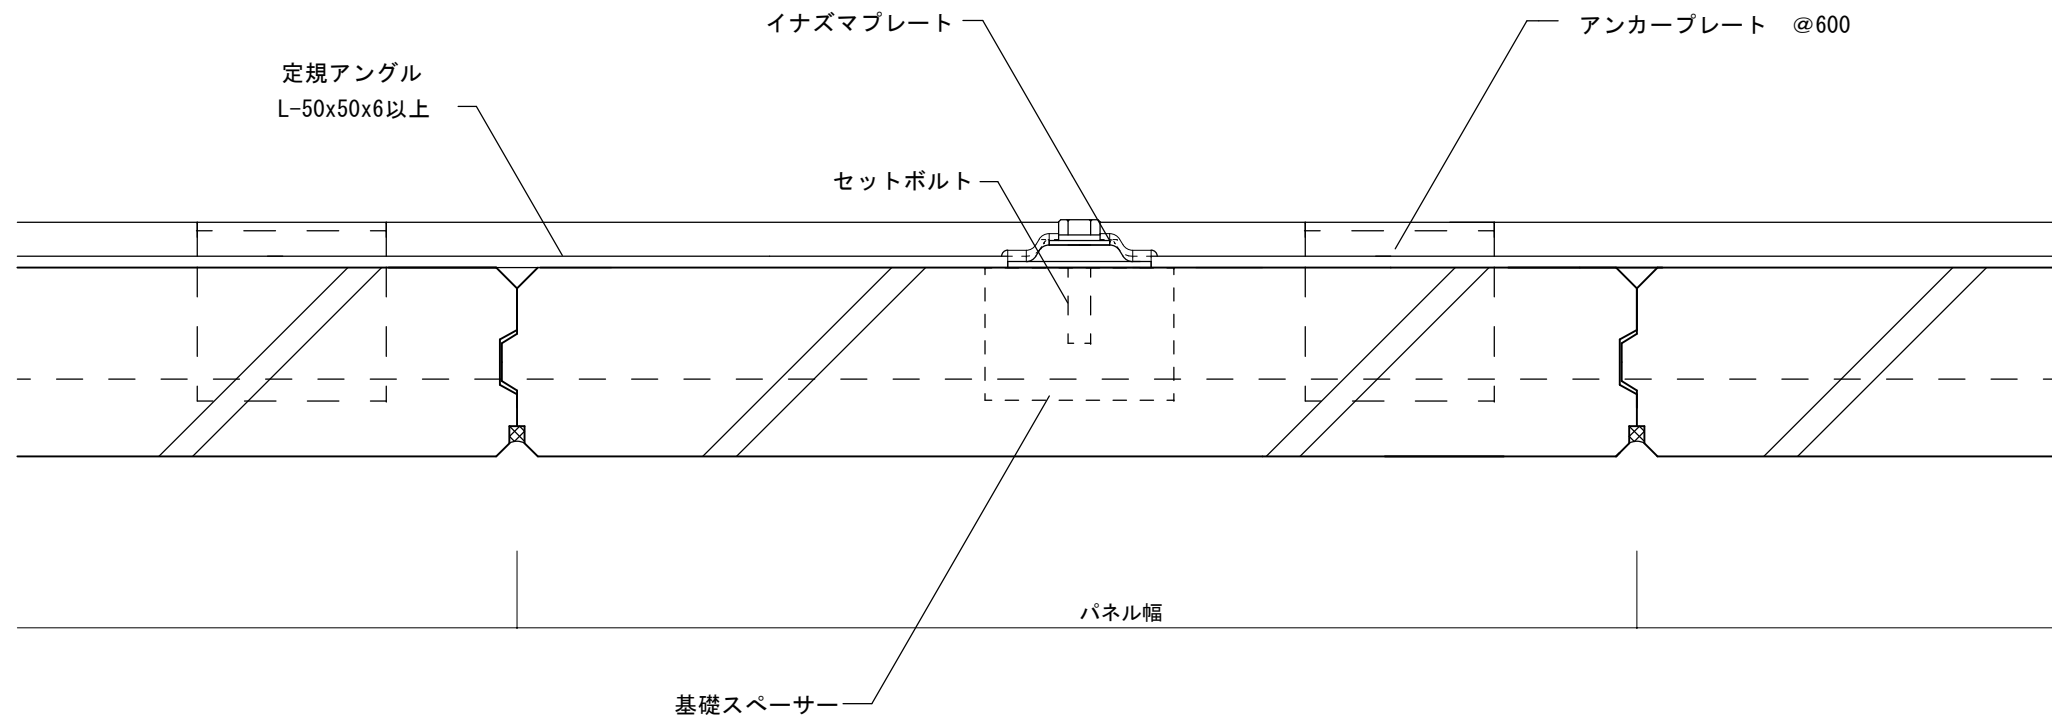 イナズマプレート
アンカープレート　@600
定規アングル
L-50x50x6以上
セットボルト
パネル幅
基礎スペーサー